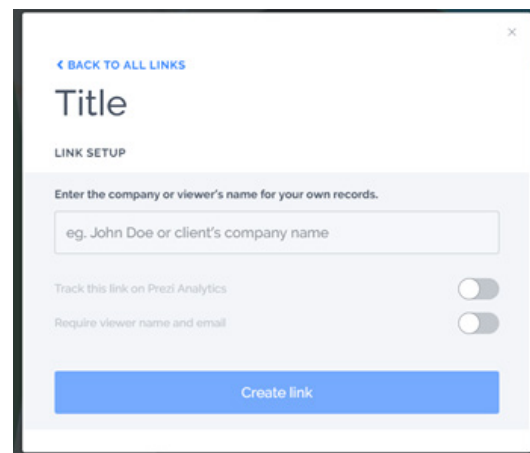 BACK TO ALL LINKS
Title
LINK SETUP
Enter the company or viewer's name for your own records.
eg. John Doe or client's company name
Track this link on Prezi Analytics
Require viewer name and email
Create link